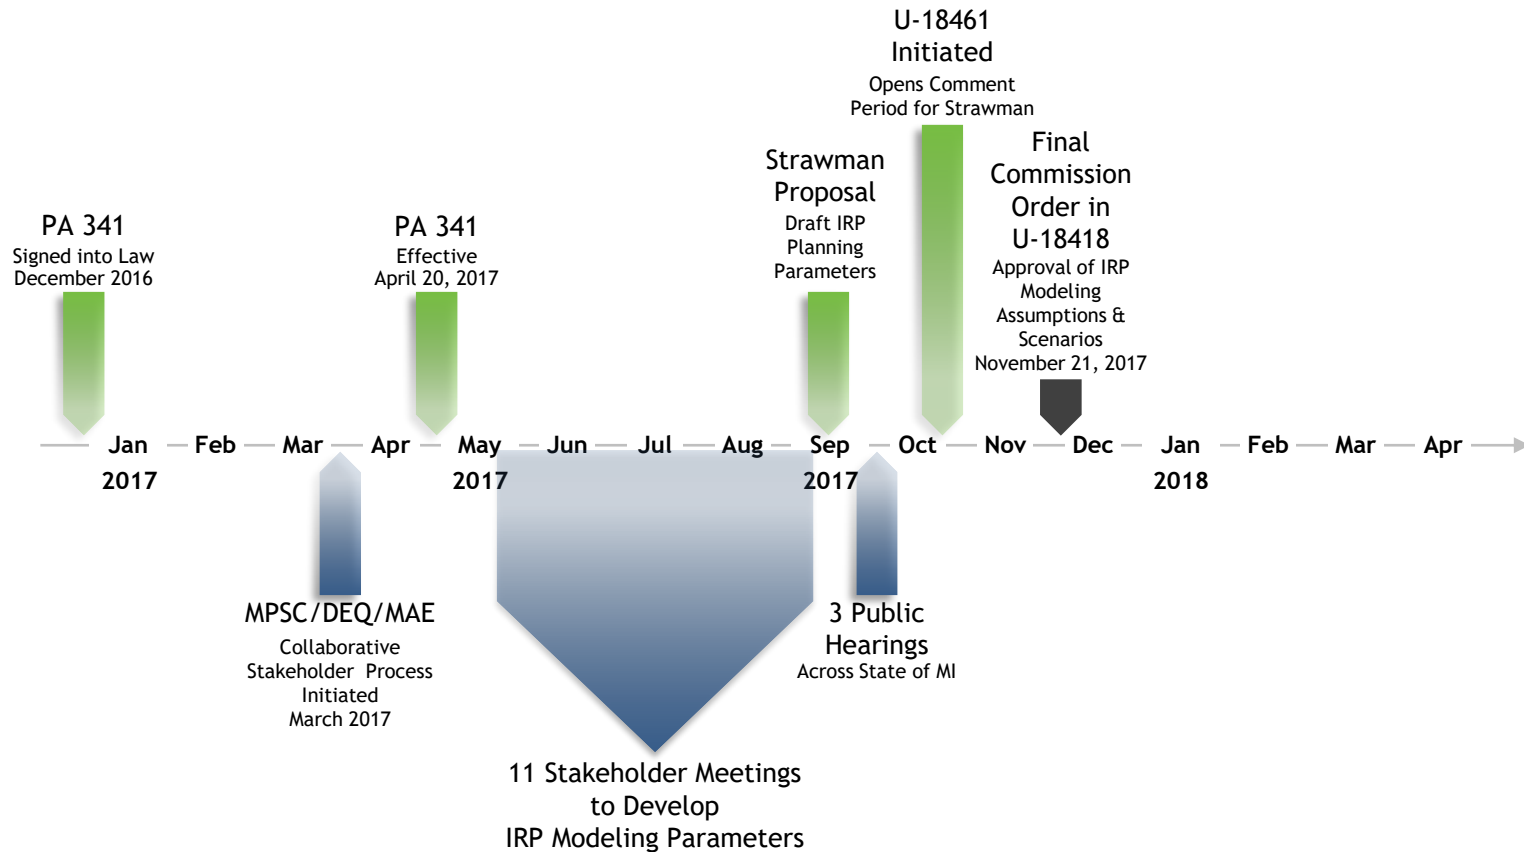 U-18461
Initiated
Opens Comment
Period for Strawman
Final
Commission
Order in
U-18418
Approval of IRP
Modeling
Assumptions &
Scenarios
November 21, 2017
Strawman
Proposal
Draft IRP
Planning
Parameters
PA 341
Signed into Law
December 2016
PA 341
Effective
April 20, 2017
Jan Feb Mar Apr May Jun Jul Aug Sep Oct Nov Dec Jan Feb Mar Apr
2017 2017 2017 2018
MPSC/DEQ/MAE
Collaborative
Stakeholder Process
Initiated
March 2017
3 Public
Hearings
Across State of MI
11 Stakeholder Meetings
to Develop
IRP Modeling Parameters